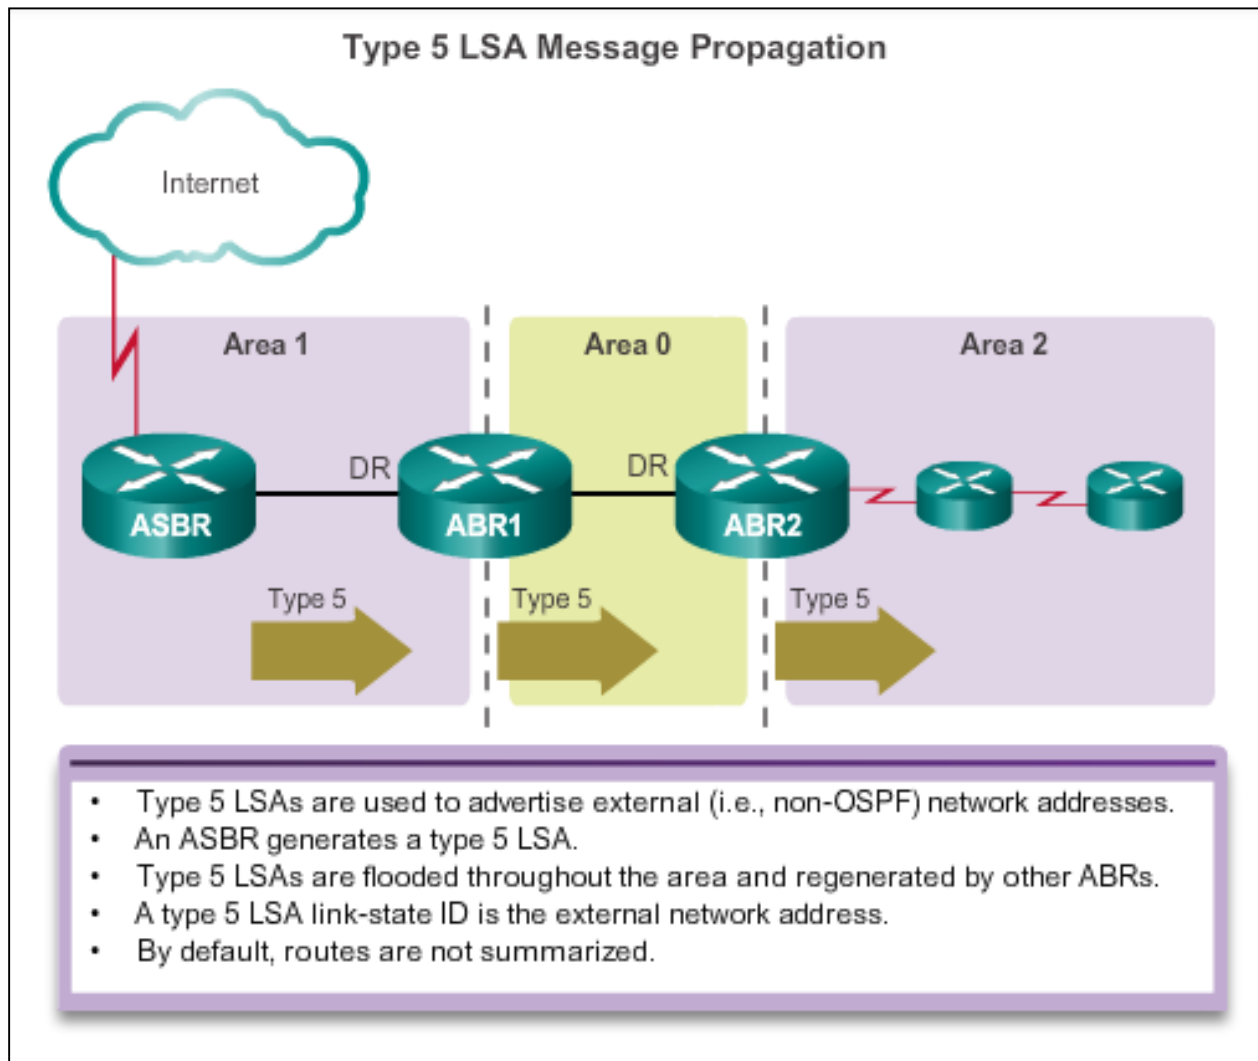 Type 5 LSA Message Propagation
Internet
Area 1
Area 0
Area 2
DR
DR
ASBR
ABR1
ABR2
Type 5
Type 5
Type 5
• Type 5 LSAs are used to advertise external (i.e., non-OSPF) network addresses.
• An ASBR generates a type 5 LSA.
• Type 5 LSAs are flooded throughout the area and regenerated by other ABRs.
• A type 5 LSA link-state ID is the external network address.
• By default, routes are not summarized.